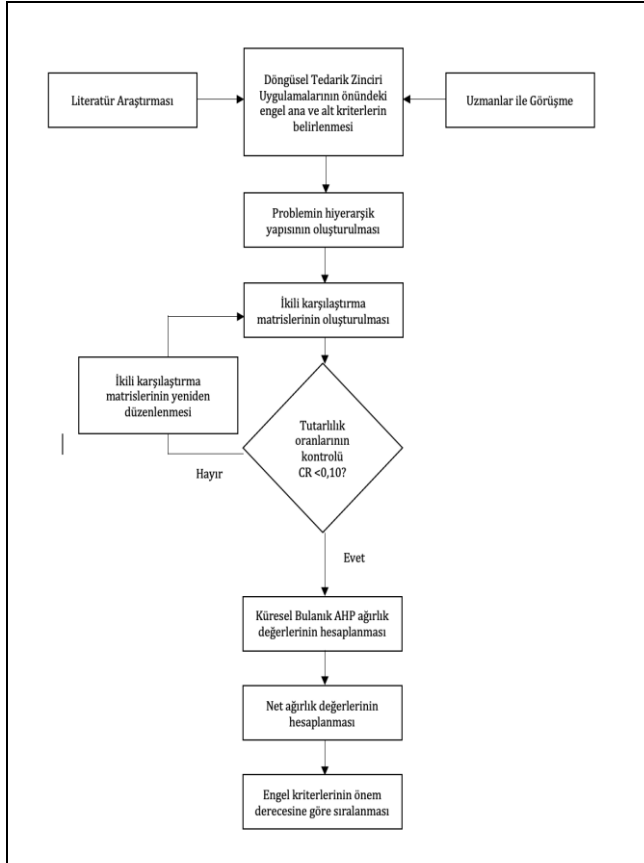 Literatür Araştırması
Döngüsel Tedarik Zinciri
Uygulamalarının önündeki
engel ana ve alt kriterlerin
belirlenmesi
Uzmanlar ile Görüşme
Problemin hiyerarşik
yapısının oluşturulması
İkili karşılaştırma
matrislerinin oluşturulması
İkili karşılaştırma
matrislerinin yeniden
düzenlenmesi
Tutarlılık
oranlarının
kontrolü
CR <0,10?
Hayır
Evet
Küresel Bulanık AHP ağırlık
değerlerinin hesaplanması
Net ağırlık değerlerinin
hesaplanması
Engel kriterlerinin önem
derecesine göre sıralanması